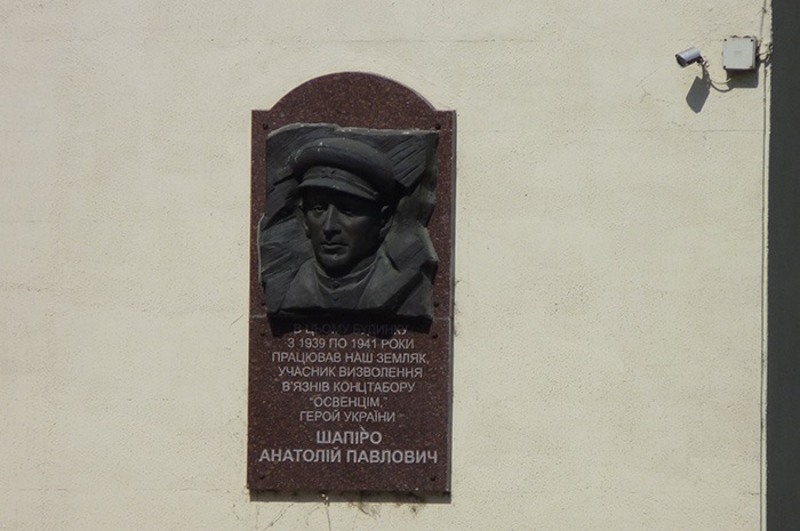 В ЦЬОМУ БУДИНКУ
З 1939 ПО 1941 РОКИ
ПРАЦЮВАВ НАШ ЗЕМЛЯК,
УЧАСНИК ВИЗВОЛЕННЯ
В'ЯЗНІВ КОНЦТАБОРУ
"ОСВЕНЦІМ,"
ГЕРОЙ УКРАЇНИ
ШАПІРО
АНАТОЛІЙ ПАВЛОВИЧ